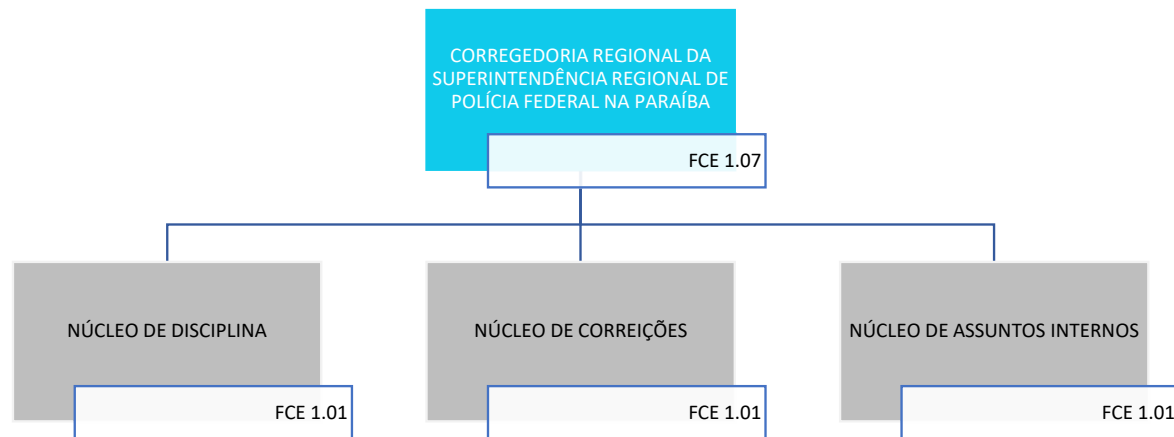 CORREGEDORIA REGIONAL DA
SUPERINTENDÊNCIA REGIONAL DE
POLÍCIA FEDERAL NA PARAÍBA
FCE 1.07
NÚCLEO DE DISCIPLINA
FCE 1.01
NÚCLEO DE CORREIÇÕES
FCE 1.01
NÚCLEO DE ASSUNTOS INTERNOS
FCE 1.01